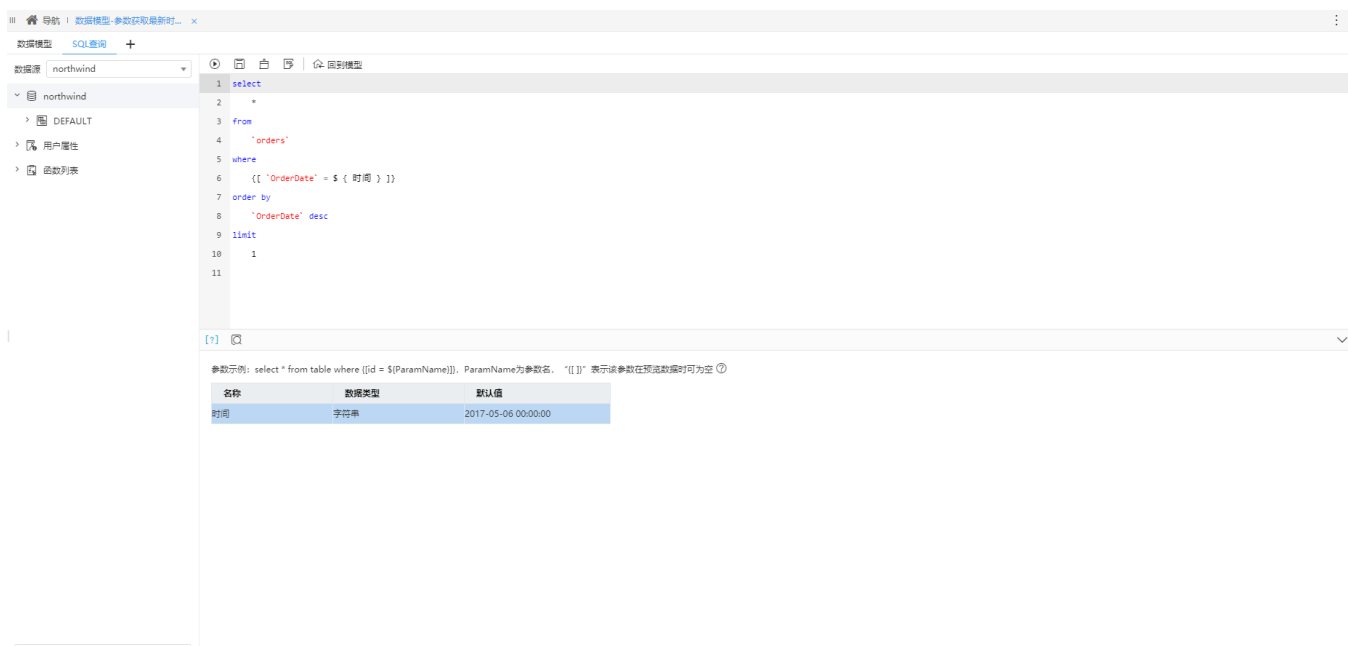 导航 数据模型-参数获取最新时... ×
数据模型 SQL查询 +
数据源 northwind
northwind
DEFAULT
用户属性
函数列表
回到模型
1 select
2 *
3 from
4 `orders`
5 where
6 {[ `OrderDate` = $ { 时间 } ]}
7 order by
8 `OrderDate` desc
9 limit
10 1
11
[?]
参数示例：select * from table where {[id = ${ParamName}]}，ParamName为参数名， "{[ ]}" 表示该参数在预览数据时可为空
名称 数据类型 默认值
时间 字符串 2017-05-06 00:00:00